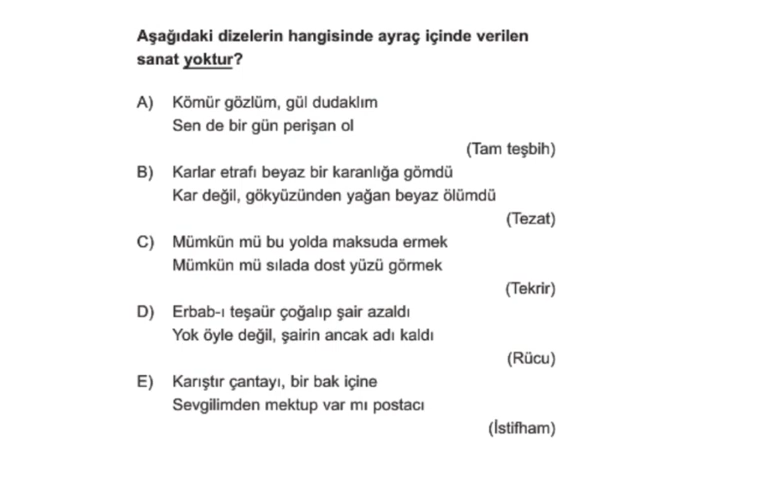 Aşağıdaki dizelerin hangisinde ayraç içinde verilen
sanat yoktur?
A) Kömür gözlüm, gül dudaklım
Sen de bir gün perişan ol
(Tam teşbih)
B) Karlar etrafı beyaz bir karanlığa gömdü
Kar değil, gökyüzünden yağan beyaz ölümdü
(Tezat)
C) Mümkün mü bu yolda maksuda ermek
Mümkün mü sılada dost yüzü görmek
(Tekrir)
D) Erbab-ı teşaür çoğalıp şair azaldı
Yok öyle değil, şairin ancak adı kaldı
(Rücu)
E) Karıştır çantayı, bir bak içine
Sevgilimden mektup var mı postacı
(İstifham)